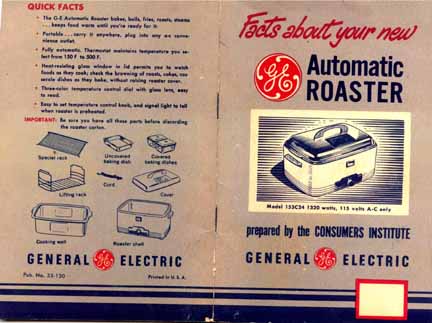 QUICK FACTS
• The G-E Automatic Roaster bakes, boils, fries, roasts, steams
. . . keeps food warm until you're ready for it.
• Portable . . . carry it anywhere, plug into any a-c convenience outlet.
• Fully automatic. Thermostat maintains temperature you select from 150 F to 500 F.
• Heat-resisting glass window in lid permits you to watch
foods as they cook; check the browning of roasts, cakes,
serole dishes as they bake, without raising roaster cover.
• Three-color temperature control dial with glass lens, easy
to read.
• Easy to set temperature control knob, and signal light to tell
when roaster is preheated.
IMPORTANT: Be sure you have all these parts before discarding
the roaster carton.
Special rack
Uncovered
baking dish
Covered
baking dishes
Lifting rack
Cord
Cover
Cooking well
Roaster shell
GENERAL GE ELECTRIC
Pub. No. 55-130
Printed in U. S. A.
Facts about your new
GE
Automatic
ROASTER
Model 155C24 1320 watts, 115 volts A-C only
prepared by the CONSUMERS INSTITUTE
GENERAL GE ELECTRIC